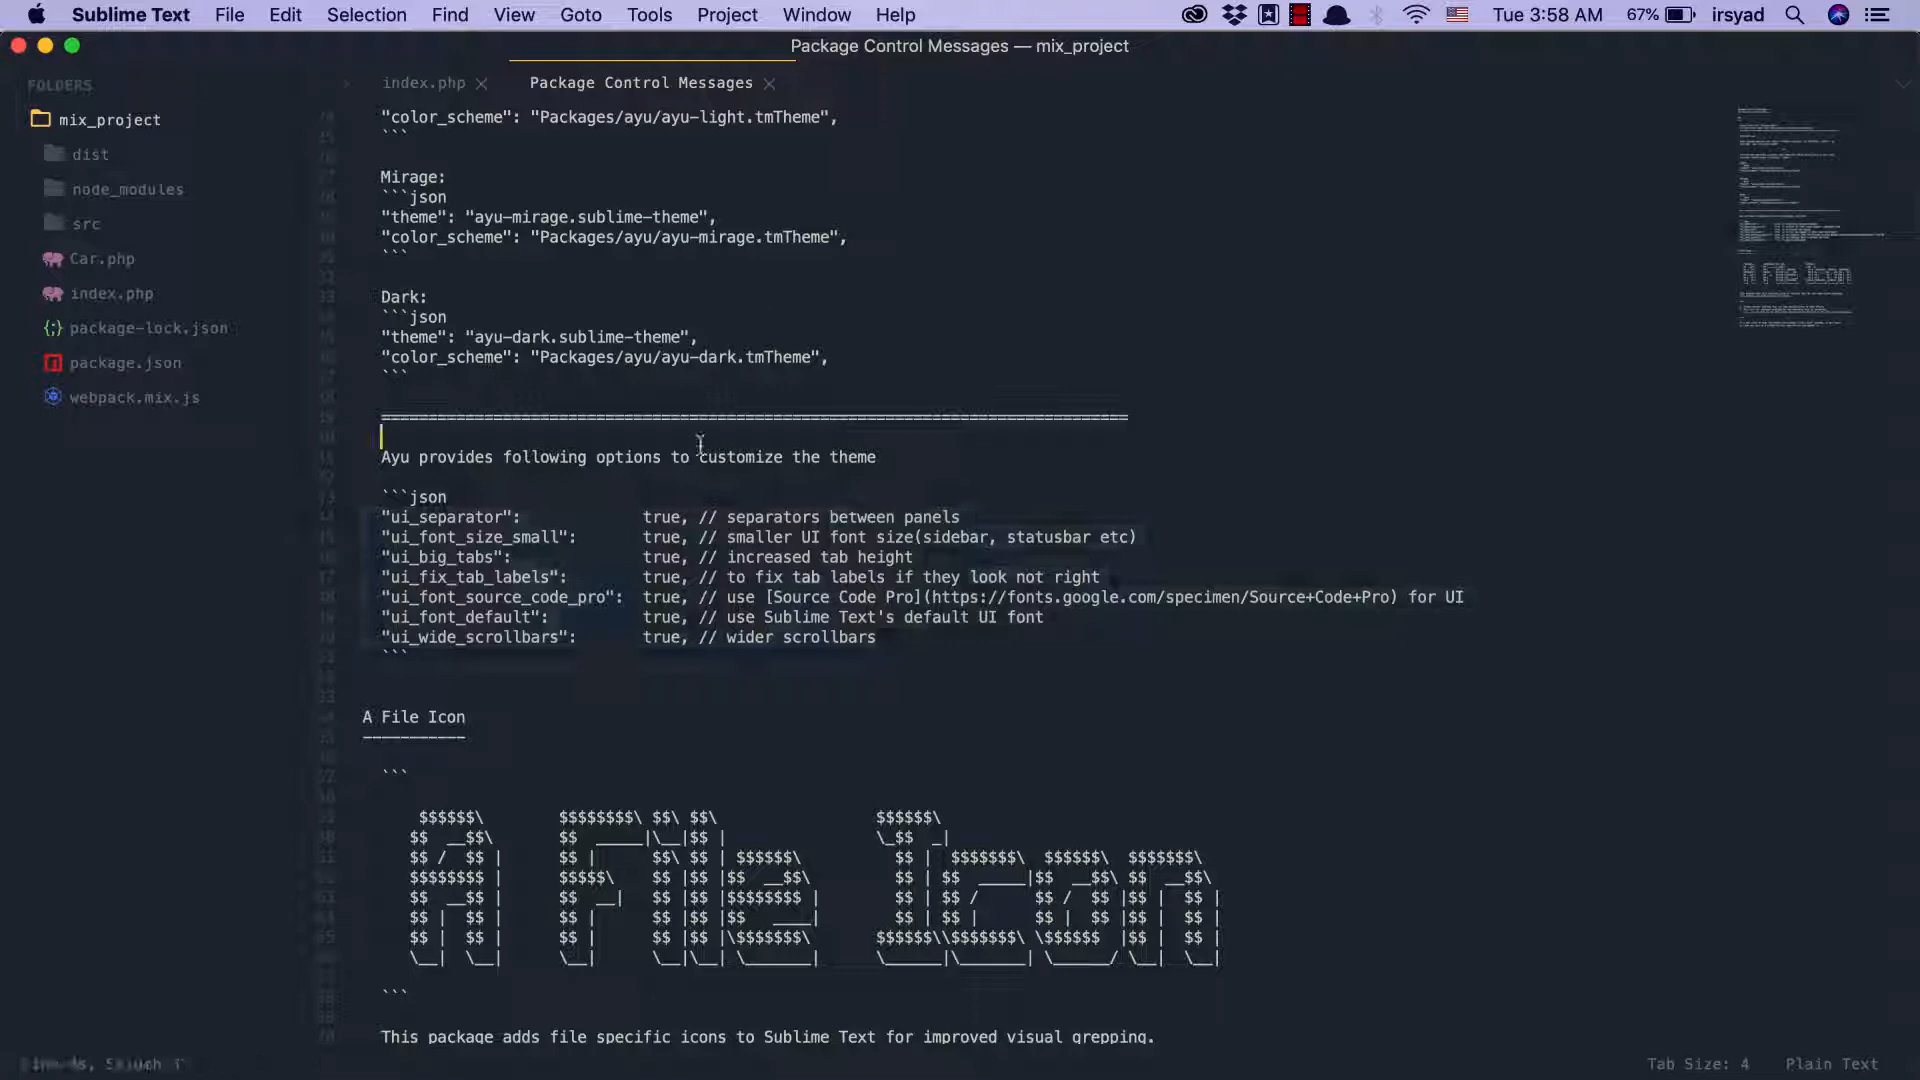 Sublime Text File Edit Selection Find View Goto Tools Project Window Help Tue 3:58 AM 67% irsyad
Package Control Messages — mix_project
FOLDERS
mix_project
dist
node_modules
src
Car.php
index.php
package-lock.json
package.json
webpack.mix.js
index.php Package Control Messages
"color_scheme": "Packages/ayu/ayu-light.tmTheme",
```
Mirage:
```json
"theme": "ayu-mirage.sublime-theme",
"color_scheme": "Packages/ayu/ayu-mirage.tmTheme",
```
Dark:
```json
"theme": "ayu-dark.sublime-theme",
"color_scheme": "Packages/ayu/ayu-dark.tmTheme",
```
Ayu provides following options to customize the theme
```json
"ui_separator": true, // separators between panels
"ui_font_size_small": true, // smaller UI font size(sidebar, statusbar etc)
"ui_big_tabs": true, // increased tab height
"ui_fix_tab_labels": true, // to fix tab labels if they look not right
"ui_font_source_code_pro": true, // use [Source Code Pro](https://fonts.google.com/specimen/Source+Code+Pro) for UI
"ui_font_default": true, // use Sublime Text's default UI font
"ui_wide_scrollbars": true, // wider scrollbars
```
A File Icon
-----------
```
A File Icon
```
This package adds file specific icons to Sublime Text for improved visual grepping.
Tab Size: 4 Plain Text